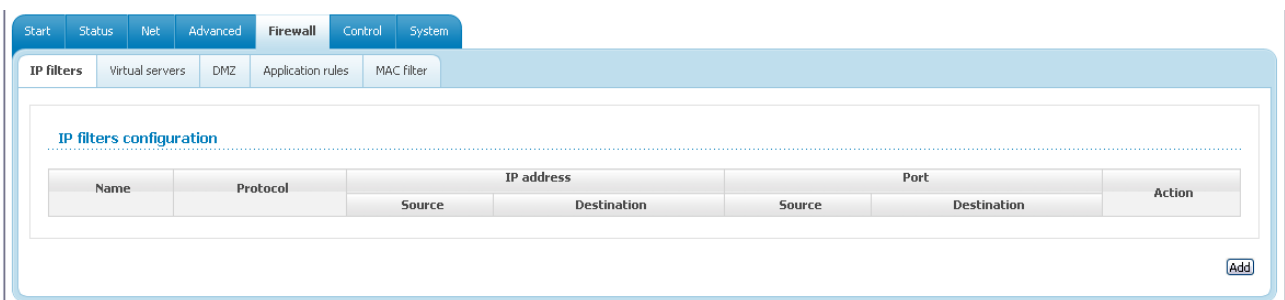 Start Status Net Advanced Firewall Control System
IP filters Virtual servers DMZ Application rules MAC filter
IP filters configuration
Name Protocol IP address Port Action
Source Destination Source Destination
Add